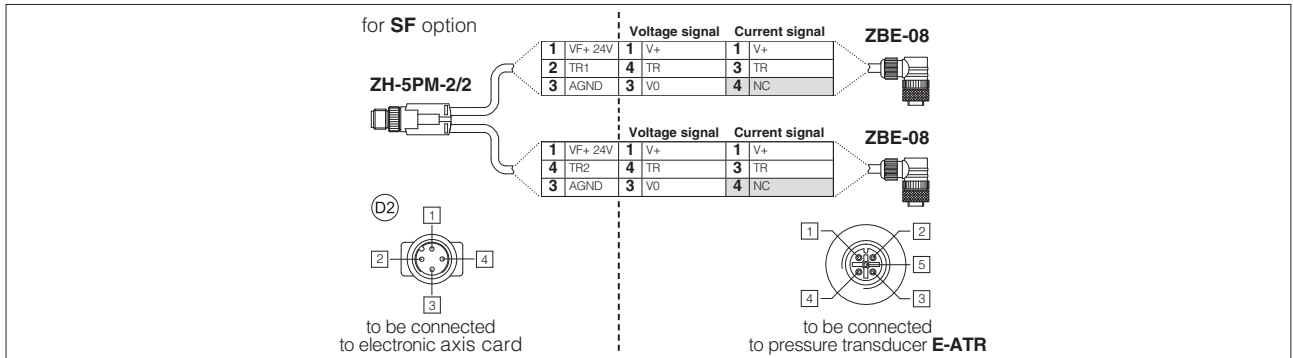 for SF option
Voltage signal Current signal
ZBE-08
1 VF+ 24V 1 V+ 1 V+
2 TR1 4 TR 3 TR
3 AGND 3 V0 4 NC
ZH-5PM-2/2
Voltage signal Current signal
ZBE-08
1 VF+ 24V 1 V+ 1 V+
4 TR2 4 TR 3 TR
3 AGND 3 V0 4 NC
D2
1
2 4
3
to be connected
to electronic axis card
1 2
5
4 3
to be connected
to pressure transducer E-ATR